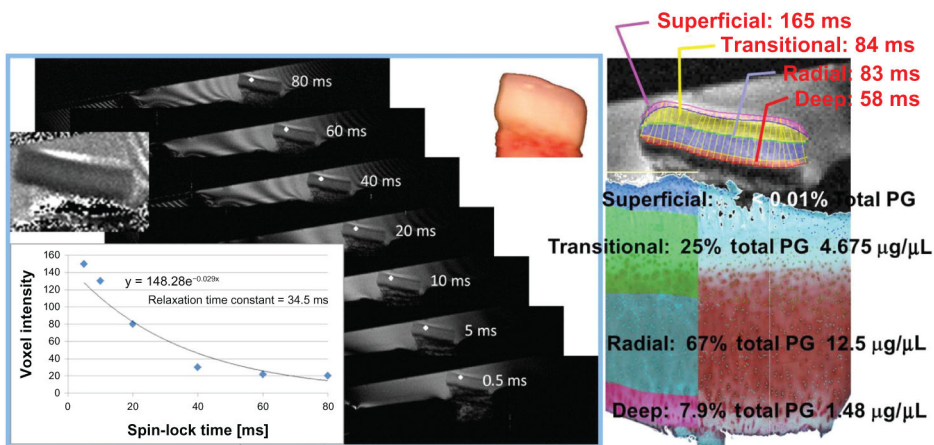 Superficial: 165 ms
Transitional: 84 ms
Radial: 83 ms
Deep: 58 ms
80 ms
60 ms
40 ms
20 ms
10 ms
5 ms
0.5 ms
160
140
120
100
80
60
40
20
0
Voxel intensity
y = 148.28e^–0.029x
Relaxation time constant = 34.5 ms
0 20 40 60 80
Spin-lock time [ms]
Superficial: < 0.01% Total PG
Transitional: 25% total PG 4.675 µg/µL
Radial: 67% total PG 12.5 µg/µL
Deep: 7.9% total PG 1.48 µg/µL